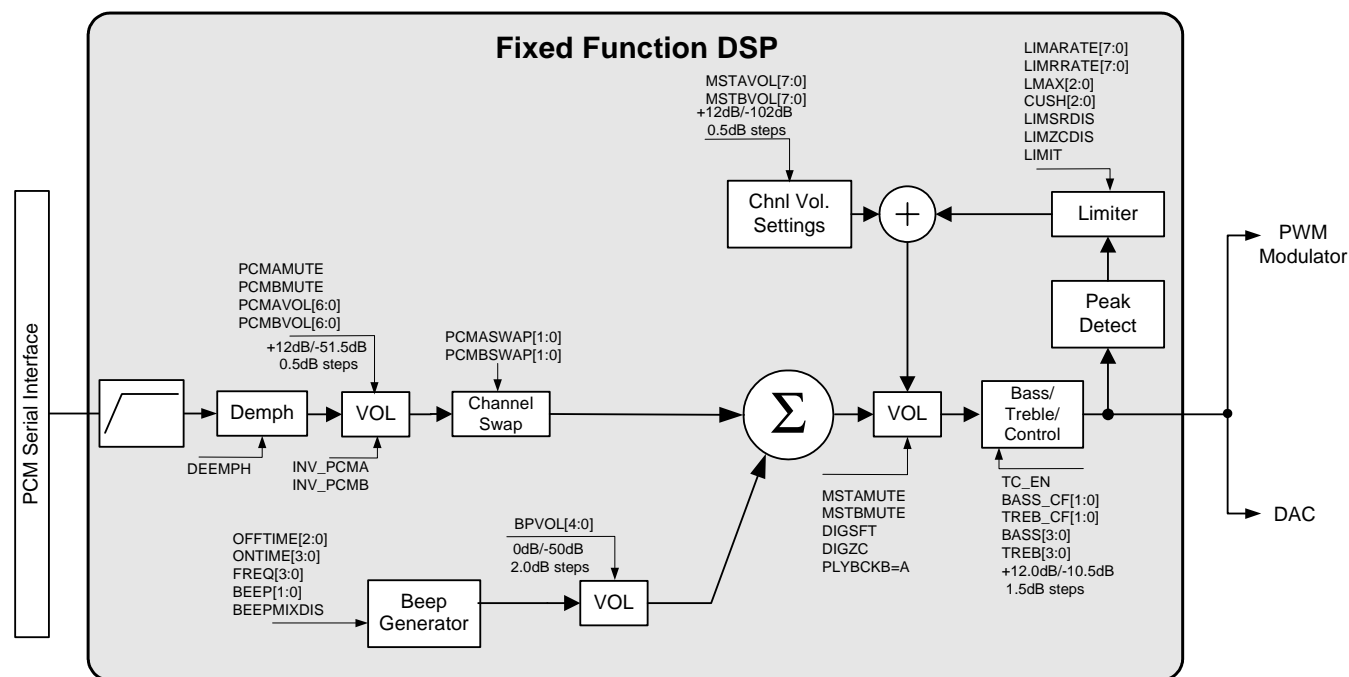 Fixed Function DSP
LIMARATE[7:0]
LIMRRATE[7:0]
LMAX[2:0]
CUSH[2:0]
LIMSRDIS
LIMZCDIS
LIMIT
MSTAVOL[7:0]
MSTBVOL[7:0]
+12dB/-102dB
0.5dB steps
Chnl Vol.
Settings
+
Limiter
PWM
Modulator
Peak
Detect
PCMAMUTE
PCMBMUTE
PCMAVOL[6:0]
PCMBVOL[6:0]
+12dB/-51.5dB
0.5dB steps
PCMASWAP[1:0]
PCMBSWAP[1:0]
PCM Serial Interface
Demph
VOL
Channel
Swap
Σ
VOL
Bass/
Treble/
Control
DEEMPH
INV_PCMA
INV_PCMB
MSTAMUTE
MSTBMUTE
DIGSFT
DIGZC
PLYBCKB=A
TC_EN
BASS_CF[1:0]
TREB_CF[1:0]
BASS[3:0]
TREB[3:0]
+12.0dB/-10.5dB
1.5dB steps
DAC
OFFTIME[2:0]
ONTIME[3:0]
FREQ[3:0]
BEEP[1:0]
BEEPMIXDIS
BPVOL[4:0]
0dB/-50dB
2.0dB steps
Beep
Generator
VOL